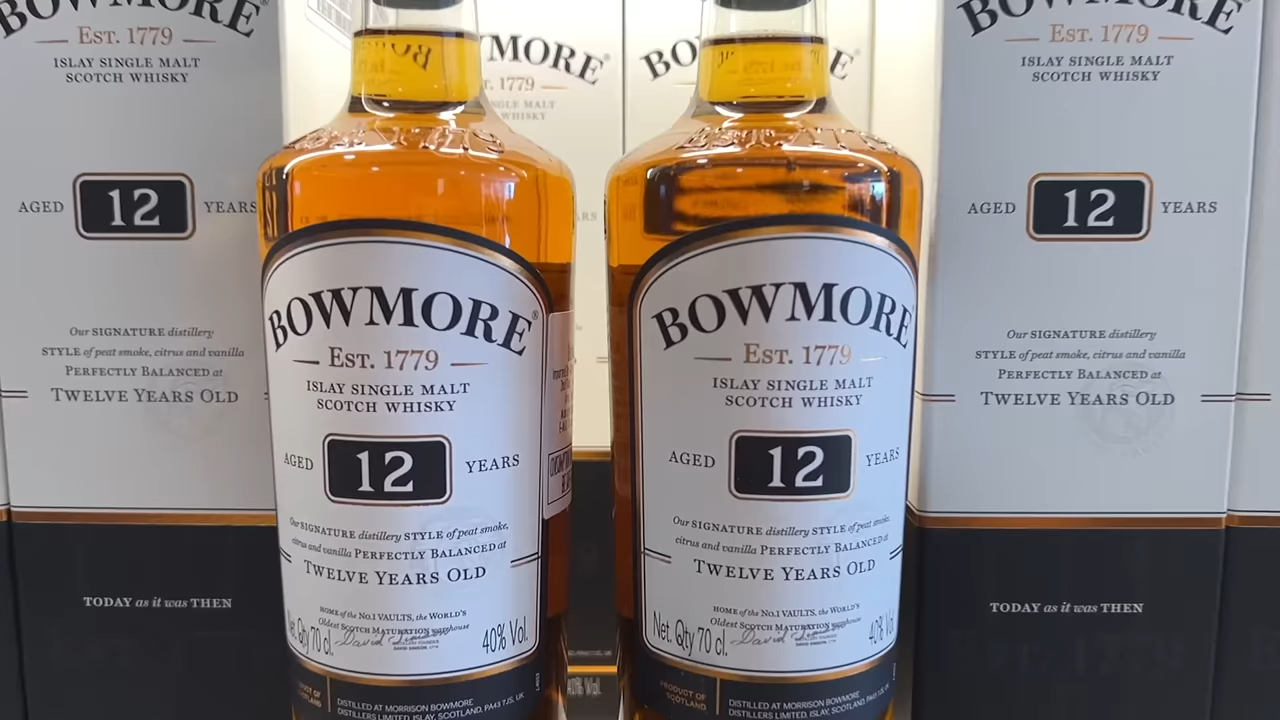 BOWMORE
Est. 1779
ISLAY SINGLE MALT
SCOTCH WHISKY
AGED 12 YEARS
Our SIGNATURE distillery
STYLE of peat smoke, citrus and vanilla
PERFECTLY BALANCED at
TWELVE YEARS OLD
TODAY as it was THEN
BOWMORE®
Est. 1779
ISLAY SINGLE MALT
SCOTCH WHISKY
AGED 12 YEARS
Our SIGNATURE distillery STYLE of peat smoke,
citrus and vanilla PERFECTLY BALANCED at
TWELVE YEARS OLD
HOME of the No.1 VAULTS, the WORLD'S
Oldest SCOTCH MATURATION warehouse
Net. Qty 70 cl.
40% Vol.
DISTILLED AT MORRISON BOWMORE
DISTILLERS LIMITED, ISLAY, SCOTLAND, PA43 7JS, UK
MORE
1779
BOWMORE
BOWMORE
Est. 1779
ISLAY SINGLE MALT
SCOTCH WHISKY
AGED 12 YEARS
Our SIGNATURE distillery STYLE of peat smoke,
citrus and vanilla PERFECTLY BALANCED at
TWELVE YEARS OLD
HOME of the No.1 VAULTS, the WORLD'S
Oldest SCOTCH MATURATION warehouse
Net. Qty 70 cl.
40% Vol.
PRODUCT OF
SCOTLAND
DISTILLED AT MORRISON BOWMORE
DISTILLERS LIMITED, ISLAY, SCOTLAND, PA43 7JS, UK
BOWMORE
Est. 1779
ISLAY SINGLE MALT
SCOTCH WHISKY
AGED 12 YEARS
Our SIGNATURE distillery
STYLE of peat smoke, citrus and vanilla
PERFECTLY BALANCED at
TWELVE YEARS OLD
TODAY as it was THEN